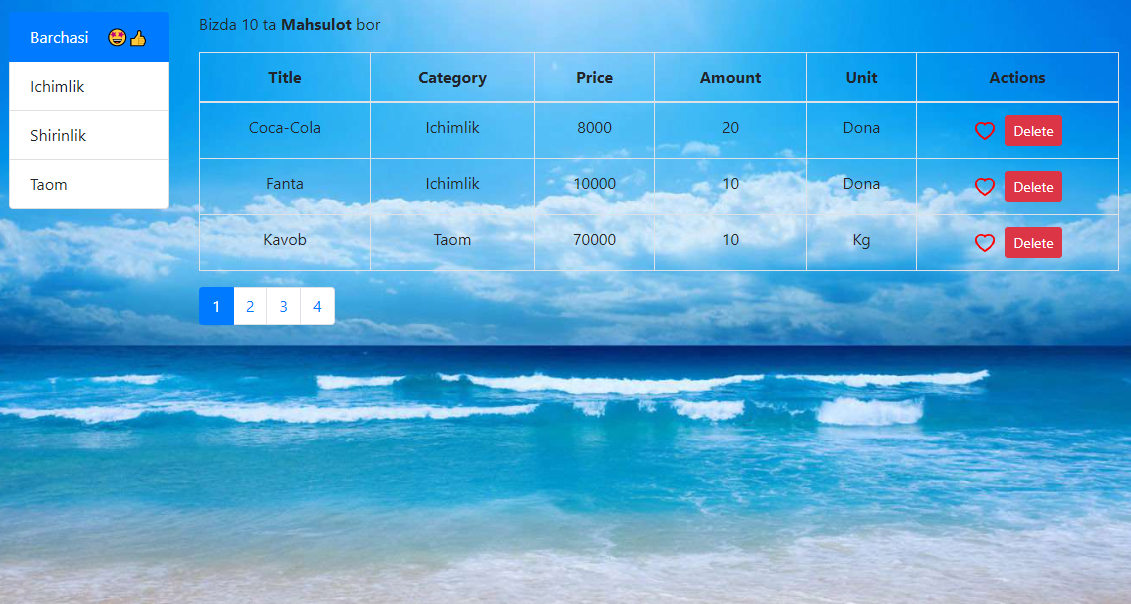 Barchasi 🤩👍
Ichimlik
Shirinlik
Taom
Bizda 10 ta Mahsulot bor
Title Category Price Amount Unit Actions
Coca-Cola Ichimlik 8000 20 Dona Delete
Fanta Ichimlik 10000 10 Dona Delete
Kavob Taom 70000 10 Kg Delete
1 2 3 4